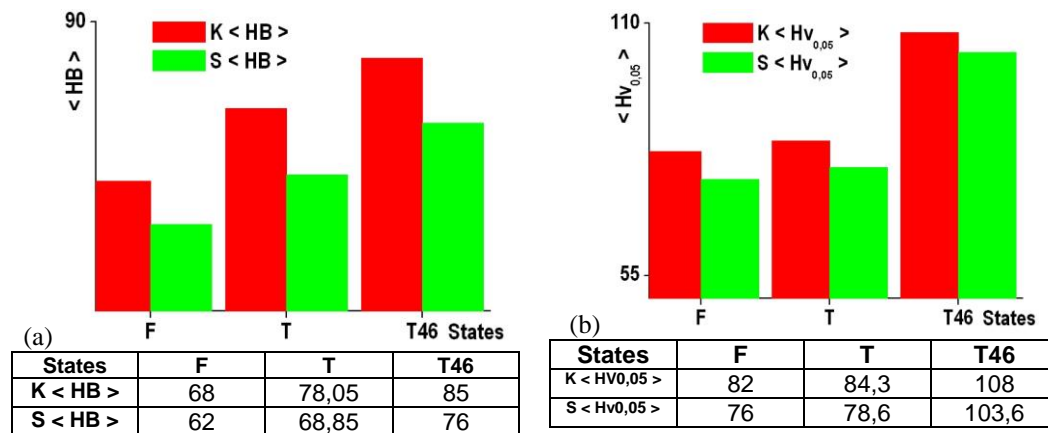 90
< HB >
K < HB >
S < HB >
F T T46 States
(a)
States F T T46
K < HB > 68 78,05 85
S < HB > 62 68,85 76
110
< Hv0,05 >
K < Hv0,05 >
S < Hv0,05 >
55
F T T46 States
(b)
States F T T46
K < HV0,05 > 82 84,3 108
S < Hv0,05 > 76 78,6 103,6